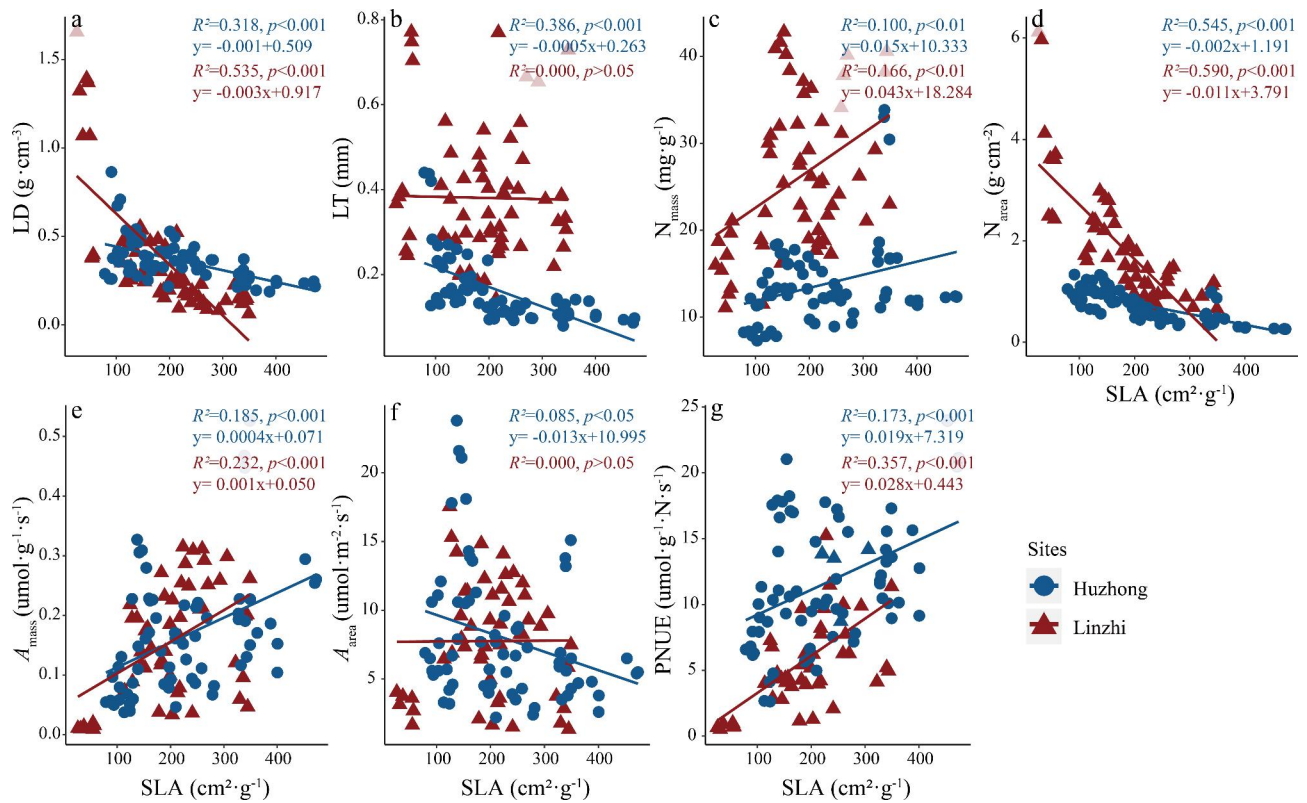 a
R²=0.318, p<0.001
y= -0.001+0.509
R²=0.535, p<0.001
y= -0.003x+0.917
LD (g·cm⁻³)
1.5
1.0
0.5
0.0
100 200 300 400
b
R²=0.386, p<0.001
y= -0.0005x+0.263
R²=0.000, p>0.05
LT (mm)
0.8
0.6
0.4
0.2
100 200 300 400
c
R²=0.100, p<0.01
y= 0.015x+10.333
R²=0.166, p<0.01
y= 0.043x+18.284
N_mass (mg·g⁻¹)
40
30
20
10
100 200 300 400
d
R²=0.545, p<0.001
y= -0.002x+1.191
R²=0.590, p<0.001
y= -0.011x+3.791
N_area (g·cm⁻²)
6
4
2
0
100 200 300 400
SLA (cm²·g⁻¹)
e
R²=0.185, p<0.001
y= 0.0004x+0.071
R²=0.232, p<0.001
y= 0.001x+0.050
A_mass (umol·g⁻¹·s⁻¹)
0.5
0.4
0.3
0.2
0.1
0.0
100 200 300 400
SLA (cm²·g⁻¹)
f
R²=0.085, p<0.05
y= -0.013x+10.995
R²=0.000, p>0.05
A_area (umol·m⁻²·s⁻¹)
20
15
10
5
100 200 300 400
SLA (cm²·g⁻¹)
g
R²=0.173, p<0.001
y= 0.019x+7.319
R²=0.357, p<0.001
y= 0.028x+0.443
PNUE (umol·g⁻¹·N·s⁻¹)
25
20
15
10
5
0
100 200 300 400
SLA (cm²·g⁻¹)
Sites
Huzhong
Linzhi